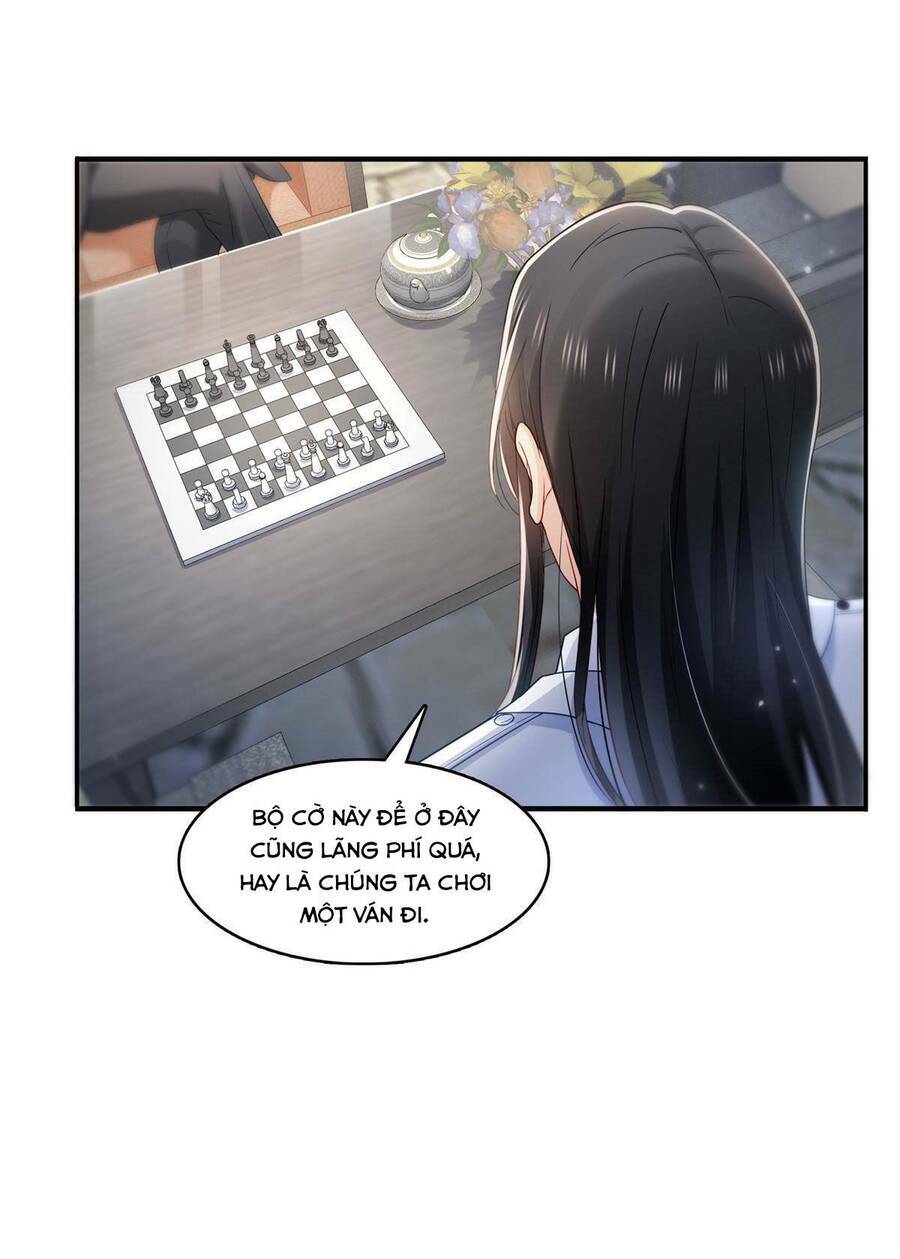 BỘ CỜ NÀY ĐỂ Ở ĐÂY
CŨNG LÃNG PHÍ QUÁ,
HAY LÀ CHÚNG TA CHƠI
MỘT VÁN ĐI.